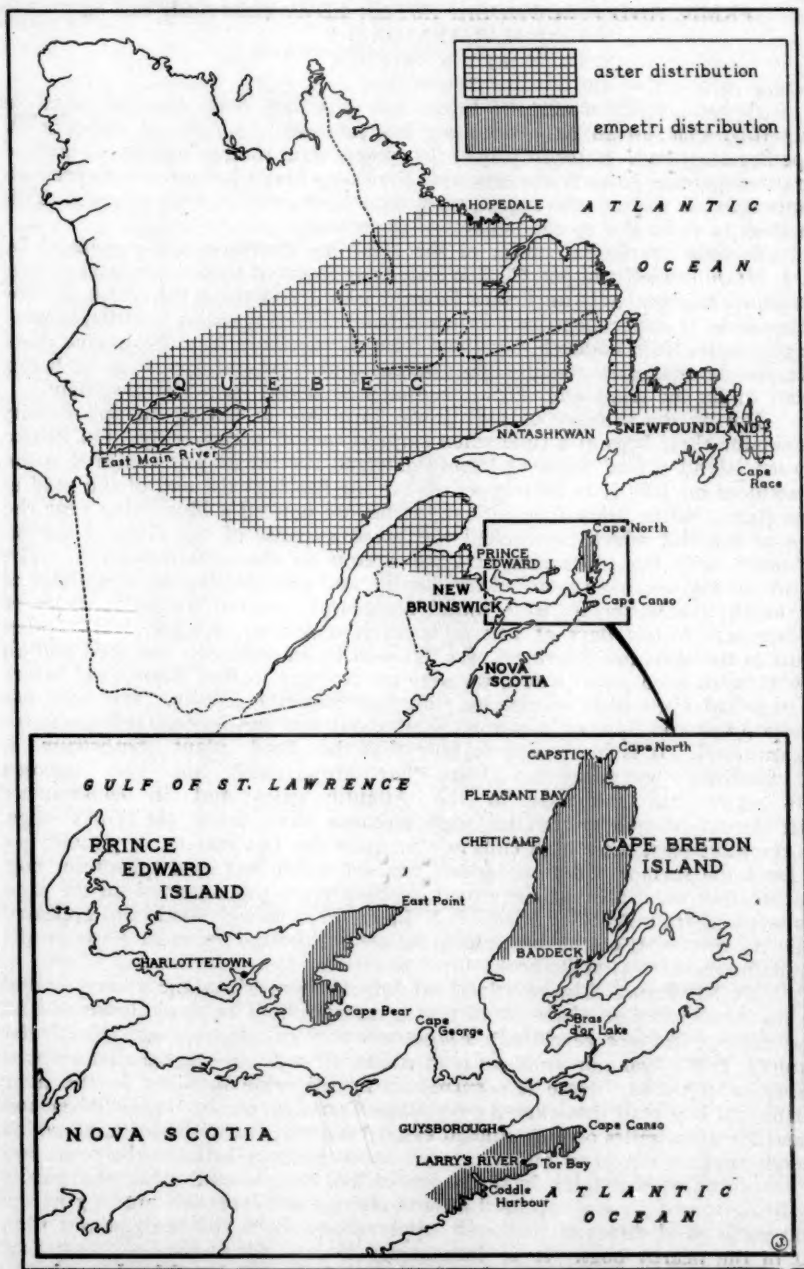 aster distribution
empetri distribution
HOPEDALE
ATLANTIC
OCEAN
QUEBEC
East Main River
NATASHKWAN
NEWFOUNDLAND
Cape
Race
Cape North
PRINCE
EDWARD
NEW
BRUNSWICK
Cape Canso
NOVA
SCOTIA
GULF OF ST. LAWRENCE
CAPSTICK
Cape North
PLEASANT BAY
PRINCE
EDWARD
ISLAND
CHETICAMP
CAPE BRETON
ISLAND
East Point
BADDECK
CHARLOTTETOWN
Cape Bear
Cape
George
Bras
d'or Lake
GUYSBOROUGH
Cape Canso
NOVA SCOTIA
LARRY'S RIVER
Tor Bay
Coddle
Harbour
ATLANTIC
OCEAN